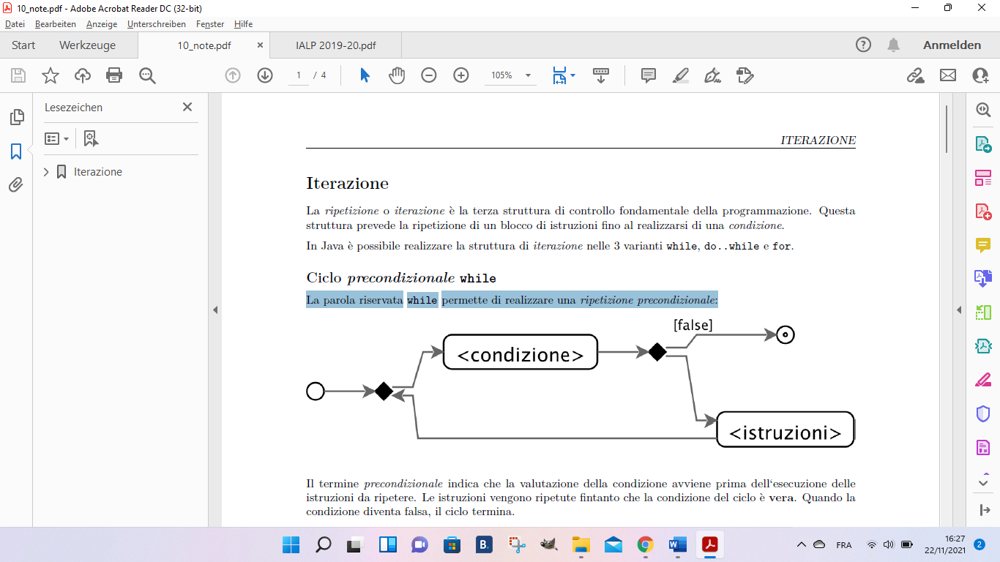 10_note.pdf - Adobe Acrobat Reader DC (32-bit)
Datei Bearbeiten Anzeige Unterschreiben Fenster Hilfe
Start Werkzeuge 10_note.pdf × IALP 2019-20.pdf Anmelden
1 / 4 105%
Lesezeichen
Iterazione
ITERAZIONE
Iterazione
La ripetizione o iterazione è la terza struttura di controllo fondamentale della programmazione. Questa
struttura prevede la ripetizione di un blocco di istruzioni fino al realizzarsi di una condizione.
In Java è possibile realizzare la struttura di iterazione nelle 3 varianti while, do..while e for.
Ciclo precondizionale while
La parola riservata while permette di realizzare una ripetizione precondizionale:
[false]
<condizione>
<istruzioni>
Il termine precondizionale indica che la valutazione della condizione avviene prima dell‘esecuzione delle
istruzioni da ripetere. Le istruzioni vengono ripetute fintanto che la condizione del ciclo è vera. Quando la
condizione diventa falsa, il ciclo termina.
B.
W
FRA
16:27
22/11/2021
2